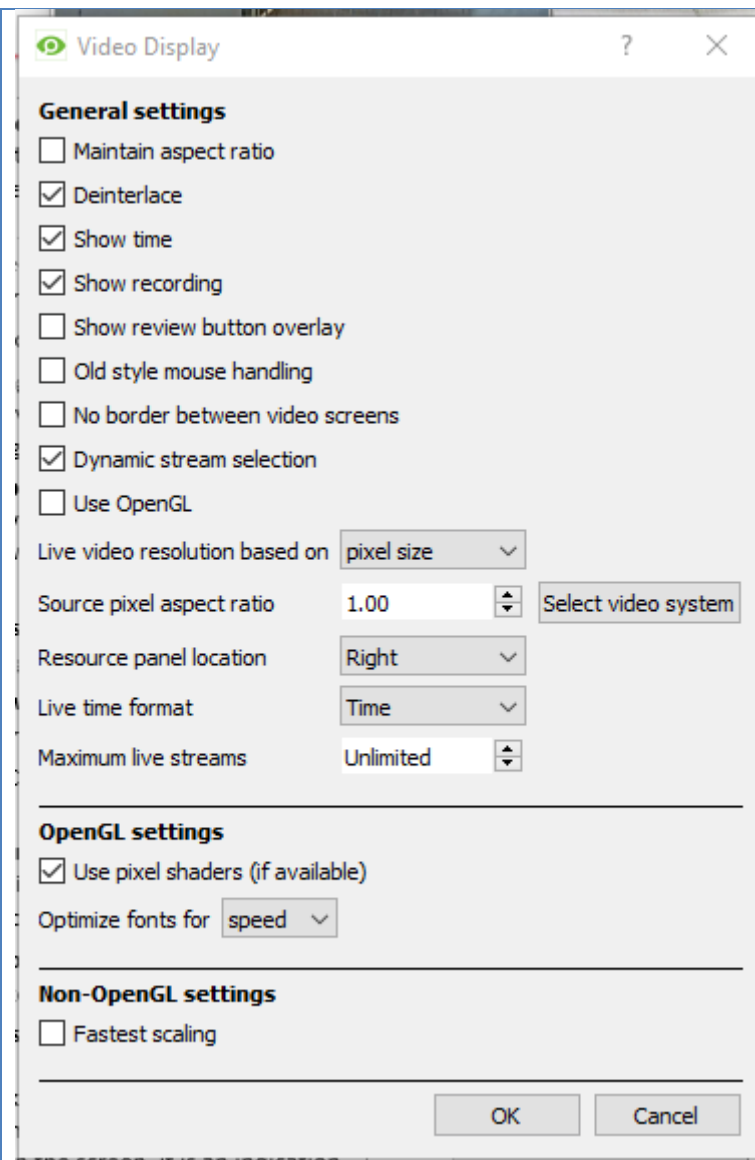 Video Display
General settings
Maintain aspect ratio
Deinterlace
Show time
Show recording
Show review button overlay
Old style mouse handling
No border between video screens
Dynamic stream selection
Use OpenGL
Live video resolution based on pixel size
Source pixel aspect ratio 1.00 Select video system
Resource panel location Right
Live time format Time
Maximum live streams Unlimited
OpenGL settings
Use pixel shaders (if available)
Optimize fonts for speed
Non-OpenGL settings
Fastest scaling
OK Cancel